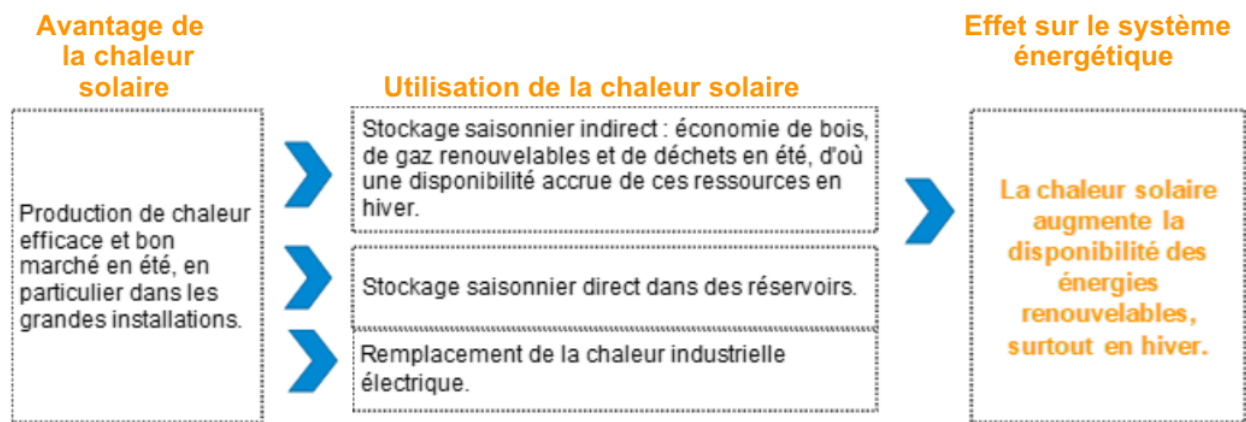 Avantage de
la chaleur
solaire
Utilisation de la chaleur solaire
Effet sur le système
énergétique
Production de chaleur
efficace et bon
marché en été, en
particulier dans les
grandes installations.
Stockage saisonnier indirect : économie de bois,
de gaz renouvelables et de déchets en été, d'où
une disponibilité accrue de ces ressources en
hiver.
Stockage saisonnier direct dans des réservoirs.
Remplacement de la chaleur industrielle
électrique.
La chaleur solaire
augmente la
disponibilité des
énergies
renouvelables,
surtout en hiver.